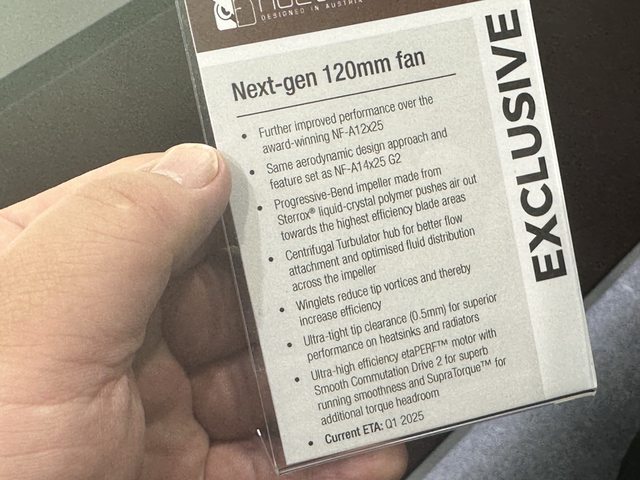 DESIGNED IN AUSTRIA
Next-gen 120mm fan
• Further improved performance over the
award-winning NF-A12x25
• Same aerodynamic design approach and
feature set as NF-A14x25 G2
• Progressive-Bend impeller made from
Sterrox® liquid-crystal polymer pushes air out
towards the highest efficiency blade areas
• Centrifugal Turbulator hub for better flow
attachment and optimised fluid distribution
across the impeller
• Winglets reduce tip vortices and thereby
increase efficiency
• Ultra-tight tip clearance (0.5mm) for superior
performance on heatsinks and radiators
• Ultra-high efficiency etaPERF™ motor with
Smooth Commutation Drive 2 for superb
running smoothness and SupraTorque™ for
additional torque headroom
• Current ETA: Q1 2025
EXCLUSIVE